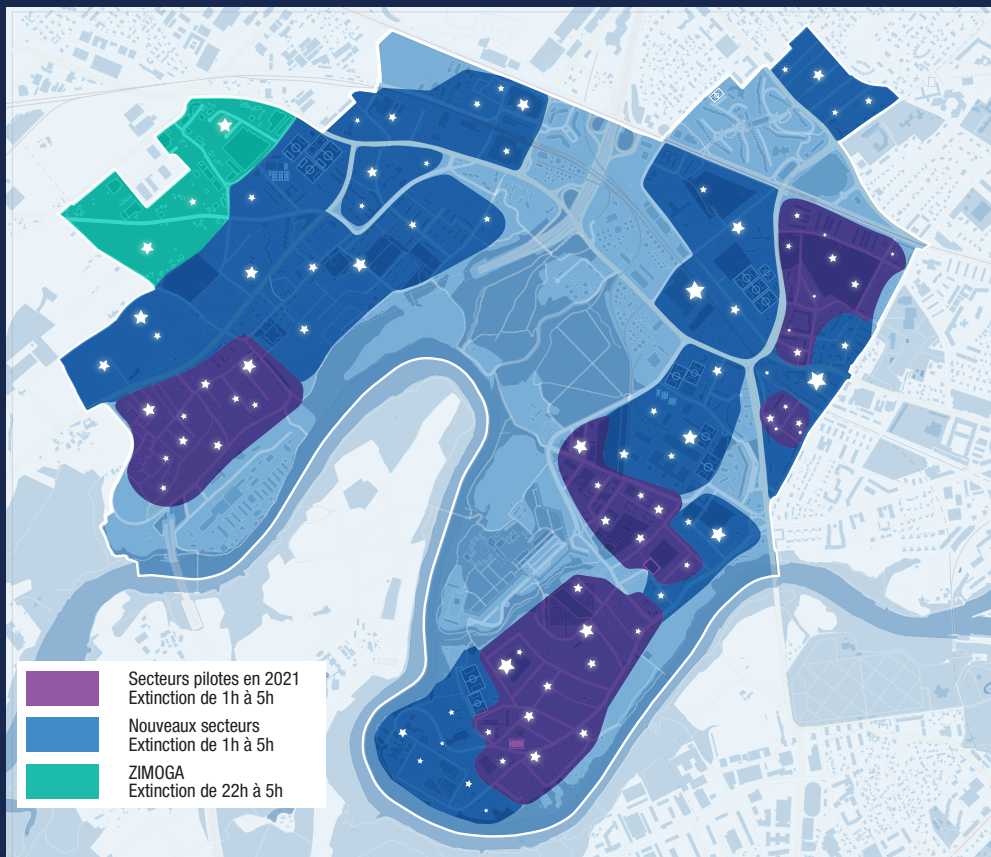 Secteurs pilotes en 2021
Extinction de 1h à 5h
Nouveaux secteurs
Extinction de 1h à 5h
ZIMOGA
Extinction de 22h à 5h